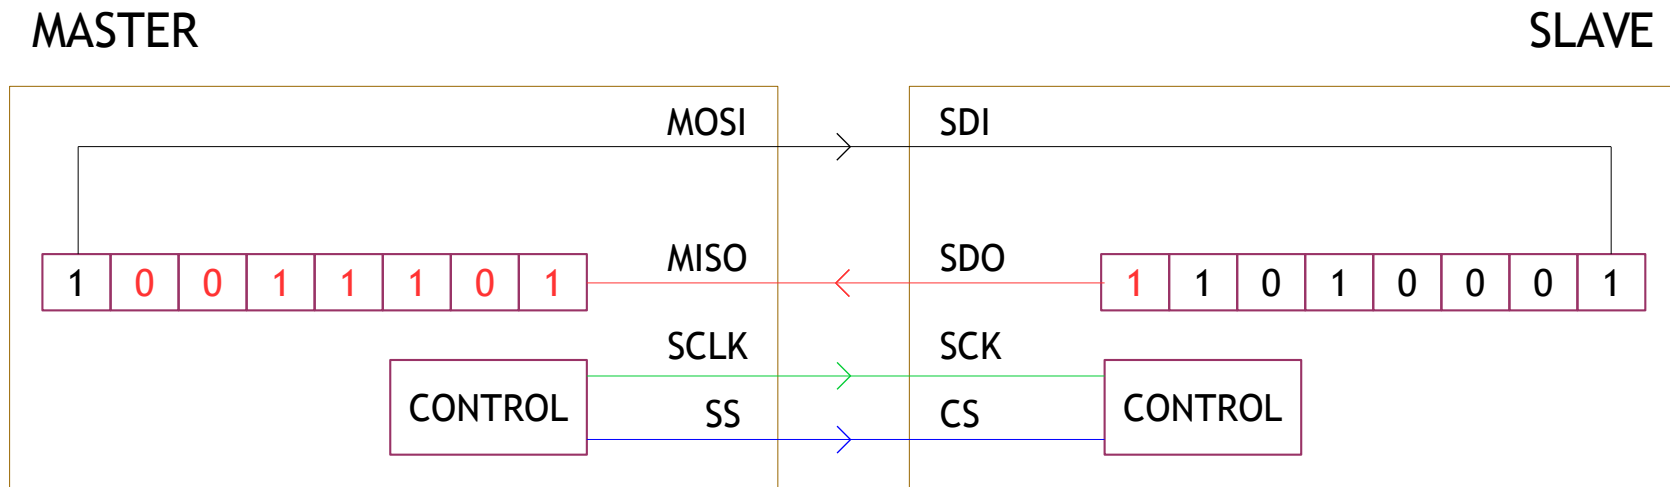 MASTER SLAVE
MOSI SDI
MISO SDO
1 0 0 1 1 1 0 1 1 1 0 1 0 0 0 1
SCLK SCK
CONTROL CONTROL
SS CS